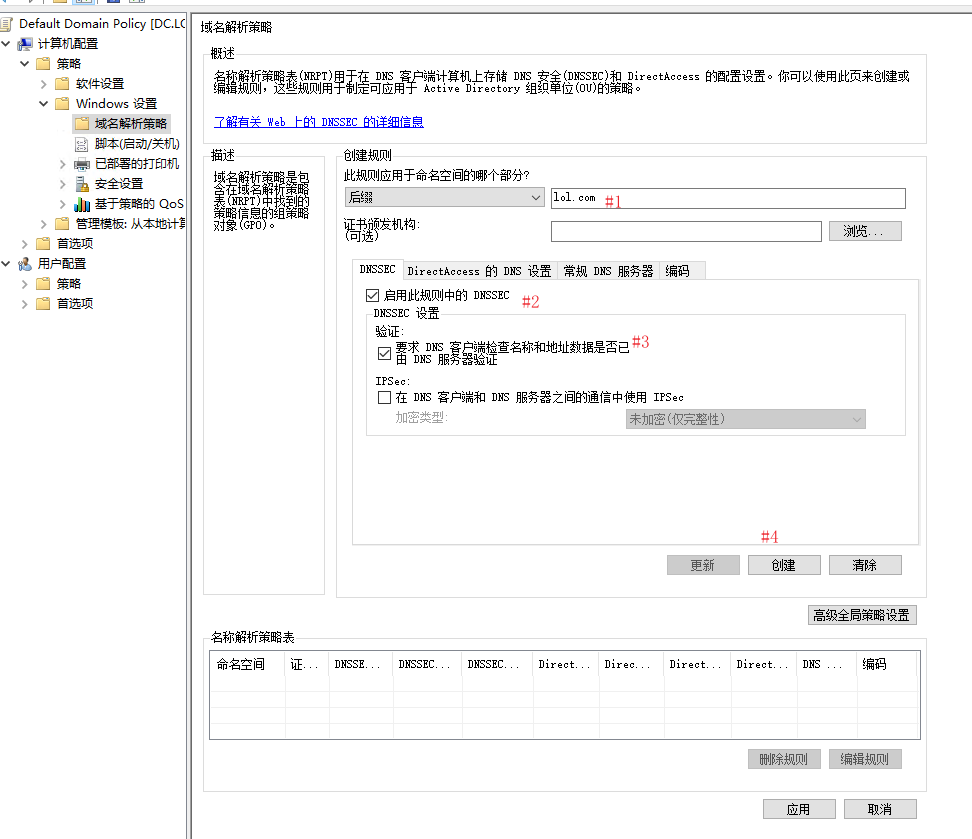 Default Domain Policy [DC.LO
计算机配置
策略
软件设置
Windows 设置
域名解析策略
脚本(启动/关机)
已部署的打印机
安全设置
基于策略的 QoS
管理模板: 从本地计算
首选项
用户配置
策略
首选项
域名解析策略
概述
名称解析策略表(NRPT)用于在 DNS 客户端计算机上存储 DNS 安全(DNSSEC)和 DirectAccess 的配置设置。你可以使用此页来创建或
编辑规则，这些规则用于制定可应用于 Active Directory 组织单位(OU)的策略。
了解有关 Web 上的 DNSSEC 的详细信息
描述
域名解析策略是包
含在域名解析策略
表(NRPT)中找到的
策略信息的组策略
对象(GPO)。
创建规则
此规则应用于命名空间的哪个部分?
后缀
lol.com #1
证书颁发机构:
(可选)
浏览...
DNSSEC DirectAccess 的 DNS 设置 常规 DNS 服务器 编码
启用此规则中的 DNSSEC #2
DNSSEC 设置
验证:
要求 DNS 客户端检查名称和地址数据是否已 #3
由 DNS 服务器验证
IPSec:
在 DNS 客户端和 DNS 服务器之间的通信中使用 IPSec
加密类型: 未加密(仅完整性)
#4
更新 创建 清除
高级全局策略设置
名称解析策略表
命名空间 证... DNSSE... DNSSEC... DNSSEC... Direct... Direc... Direct... Direct... DNS ... 编码
删除规则 编辑规则
应用 取消